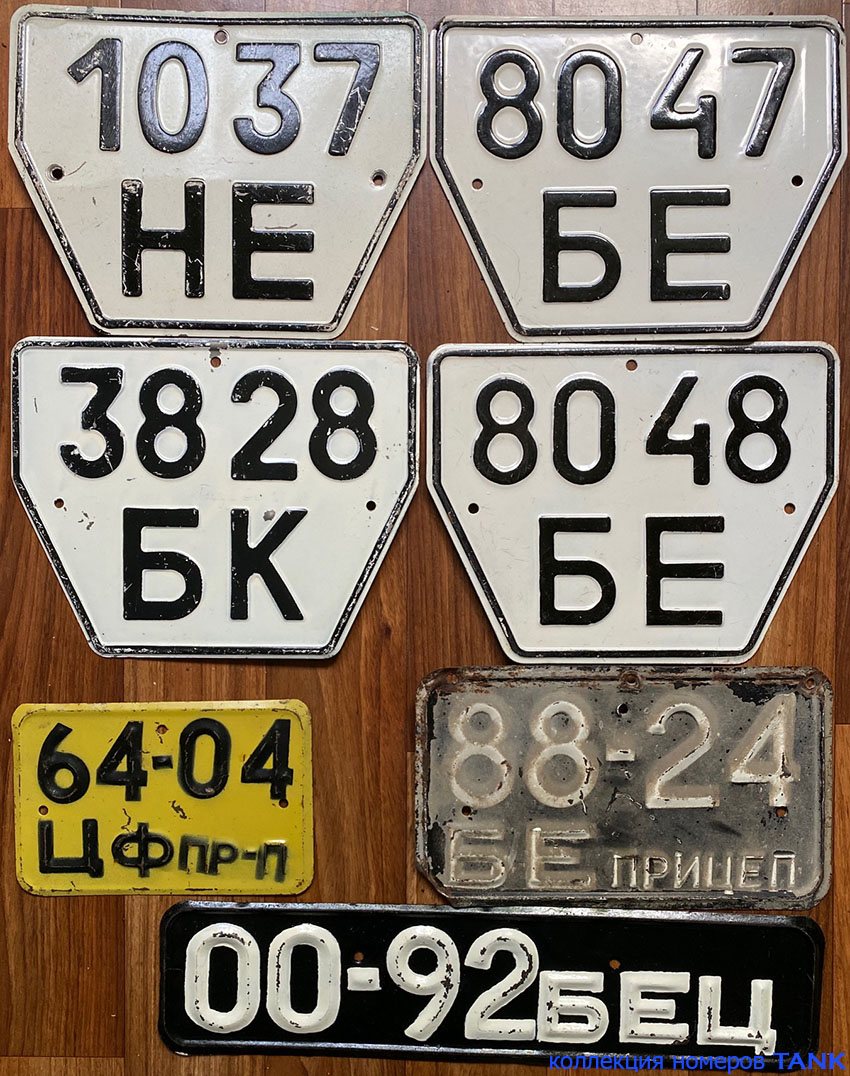 1037
НЕ
8047
БЕ
3828
БК
8048
БЕ
64-04
ЦФПР-П
88-24
БЕ ПРИЦЕП
00-92БЕЦ
коллекция номеров TANK